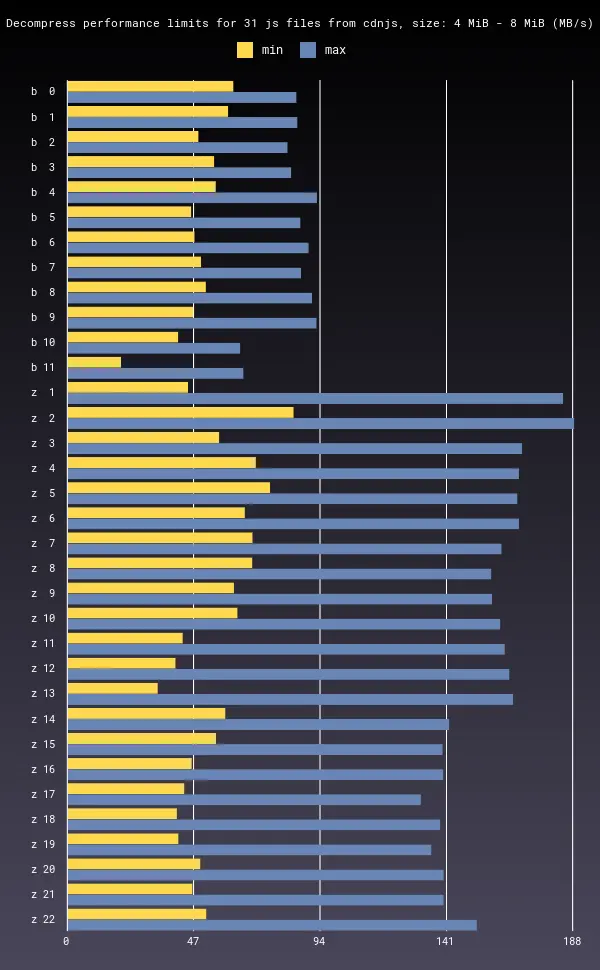 Decompress performance limits for 31 js files from cdnjs, size: 4 MiB - 8 MiB (MB/s)
min max
b 0
b 1
b 2
b 3
b 4
b 5
b 6
b 7
b 8
b 9
b 10
b 11
z 1
z 2
z 3
z 4
z 5
z 6
z 7
z 8
z 9
z 10
z 11
z 12
z 13
z 14
z 15
z 16
z 17
z 18
z 19
z 20
z 21
z 22
0 47 94 141 188